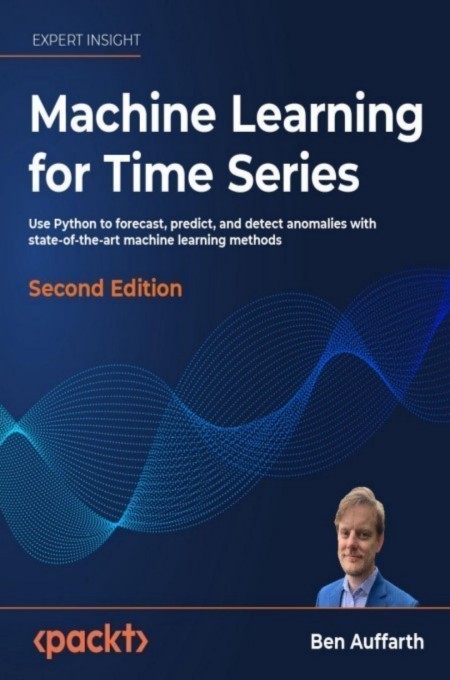 EXPERT INSIGHT
Machine Learning
for Time Series
Use Python to forecast, predict, and detect anomalies with
state-of-the-art machine learning methods
Second Edition
<packt>
Ben Auffarth